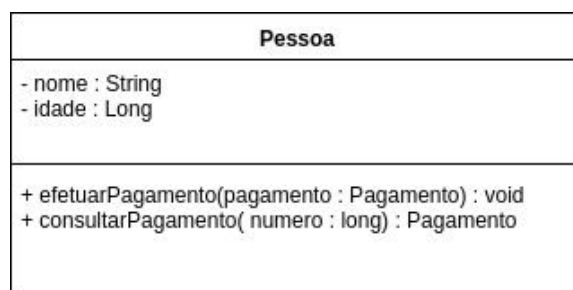 Pessoa
- nome : String
- idade : Long
+ efetuarPagamento(pagamento : Pagamento) : void
+ consultarPagamento( numero : long) : Pagamento